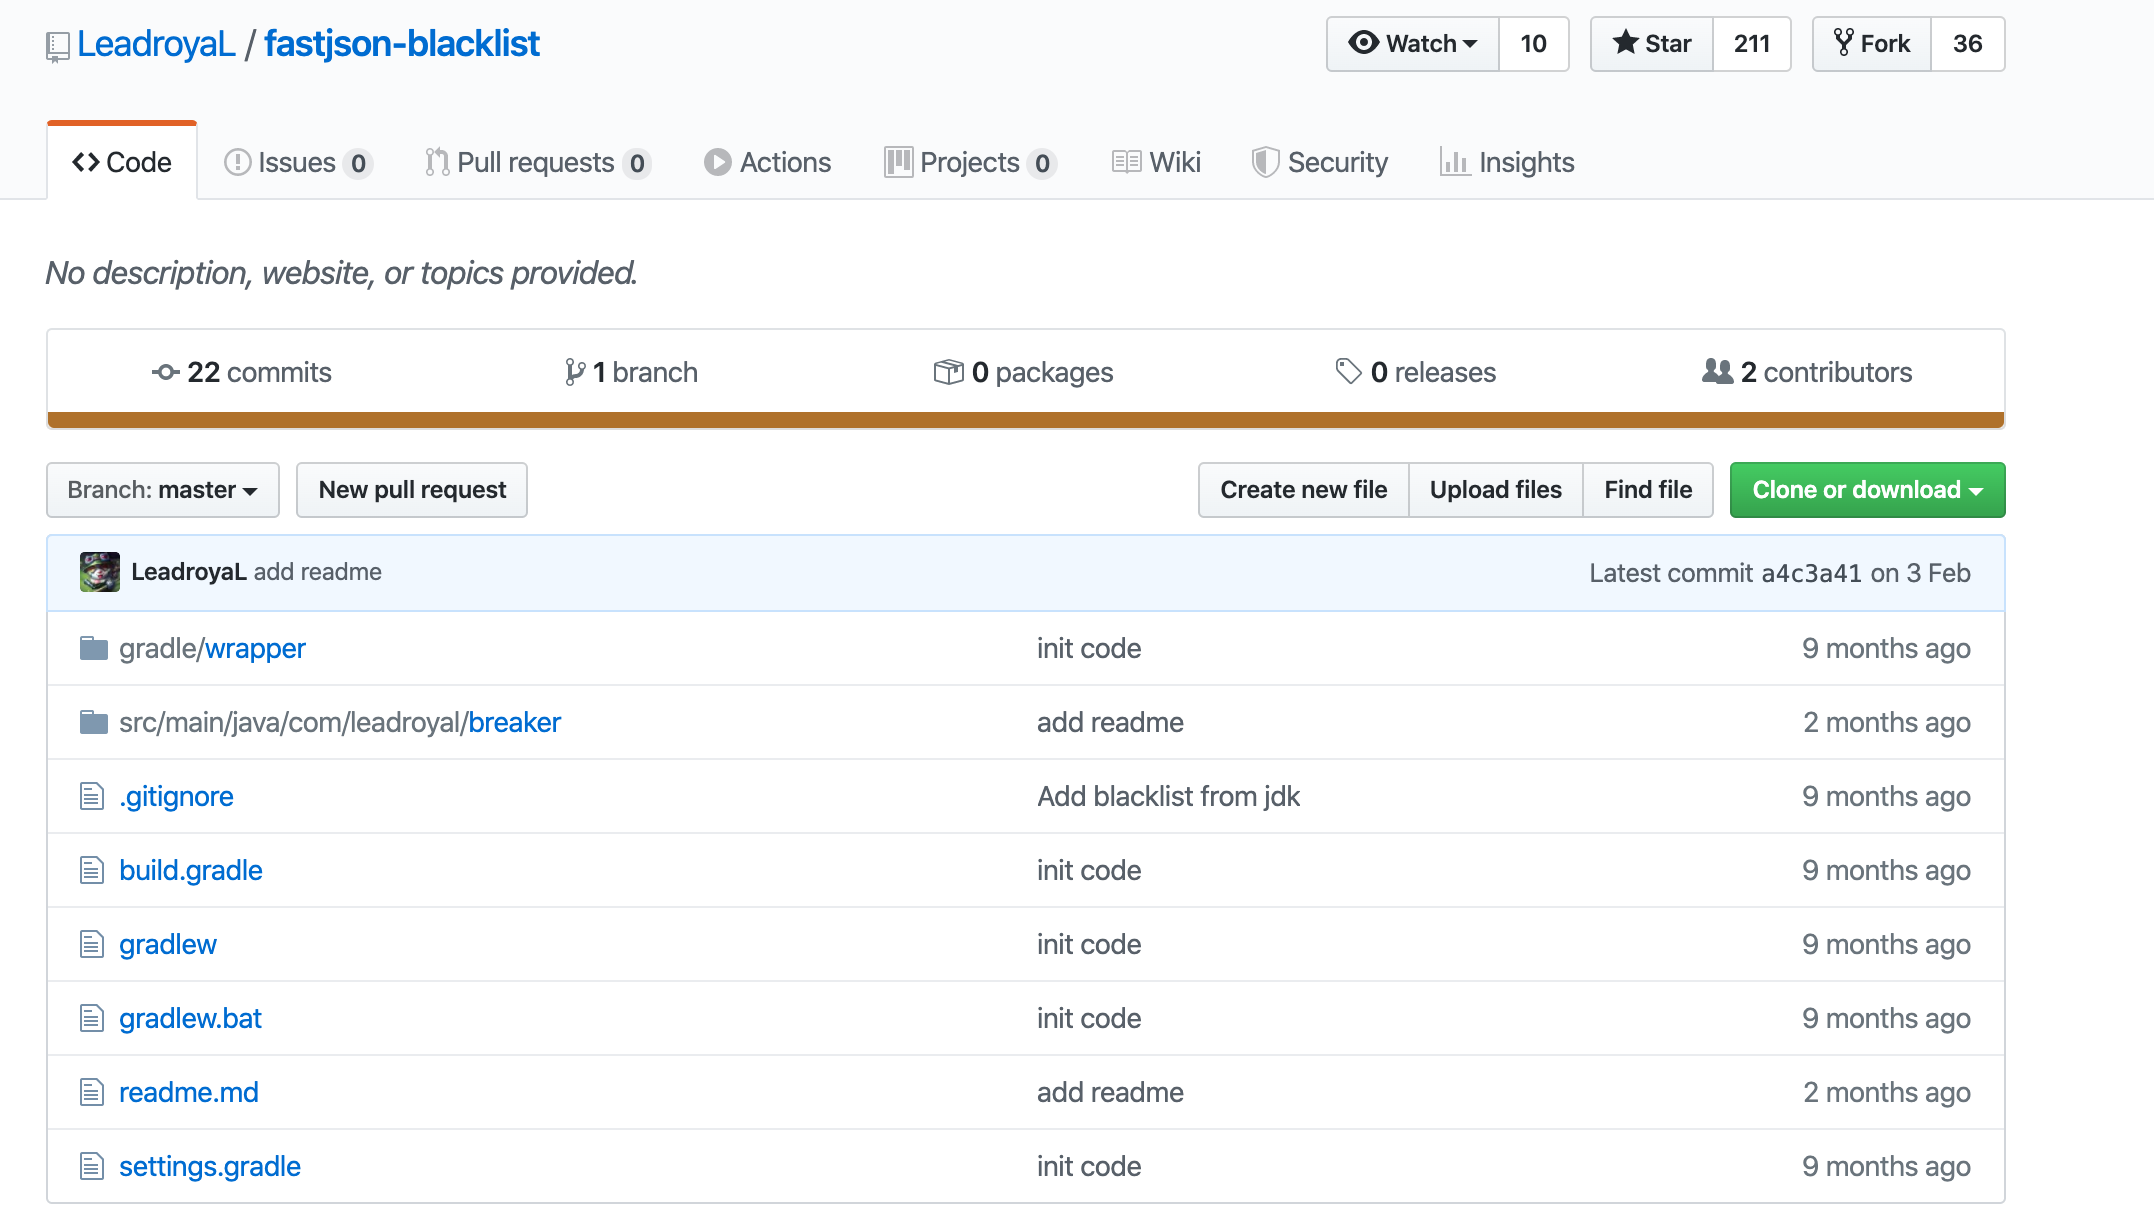 LeadroyaL / fastjson-blacklist
Watch 10 Star 211 Fork 36
Code Issues 0 Pull requests 0 Actions Projects 0 Wiki Security Insights
No description, website, or topics provided.
22 commits 1 branch 0 packages 0 releases 2 contributors
Branch: master New pull request Create new file Upload files Find file Clone or download
LeadroyaL add readme Latest commit a4c3a41 on 3 Feb
gradle/wrapper init code 9 months ago
src/main/java/com/leadroyal/breaker add readme 2 months ago
.gitignore Add blacklist from jdk 9 months ago
build.gradle init code 9 months ago
gradlew init code 9 months ago
gradlew.bat init code 9 months ago
readme.md add readme 2 months ago
settings.gradle init code 9 months ago